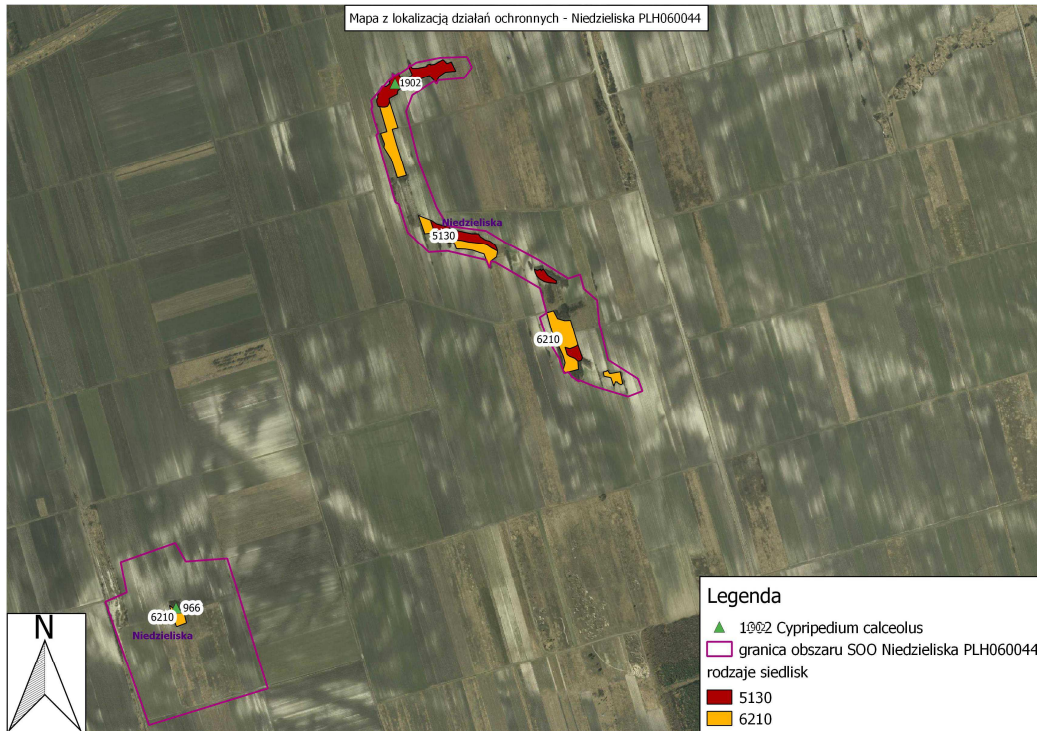 Mapa z lokalizacją działań ochronnych - Niedzieliska PLH060044
1902
Niedzieliska
5130
6210
966
6210
Niedzieliska
N
Legenda
Cypripedium calceolus
granica obszaru SOO Niedzieliska PLH060044
rodzaje siedlisk
5130
6210